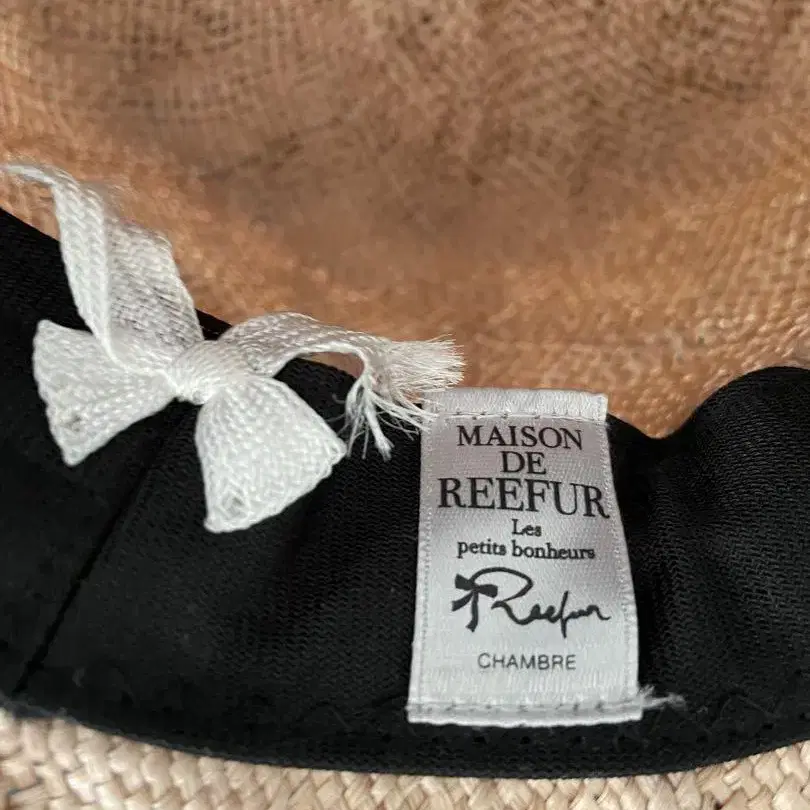 MAISON
DE
REEFUR
Les
petits bonheurs
Reefur
CHAMBRE